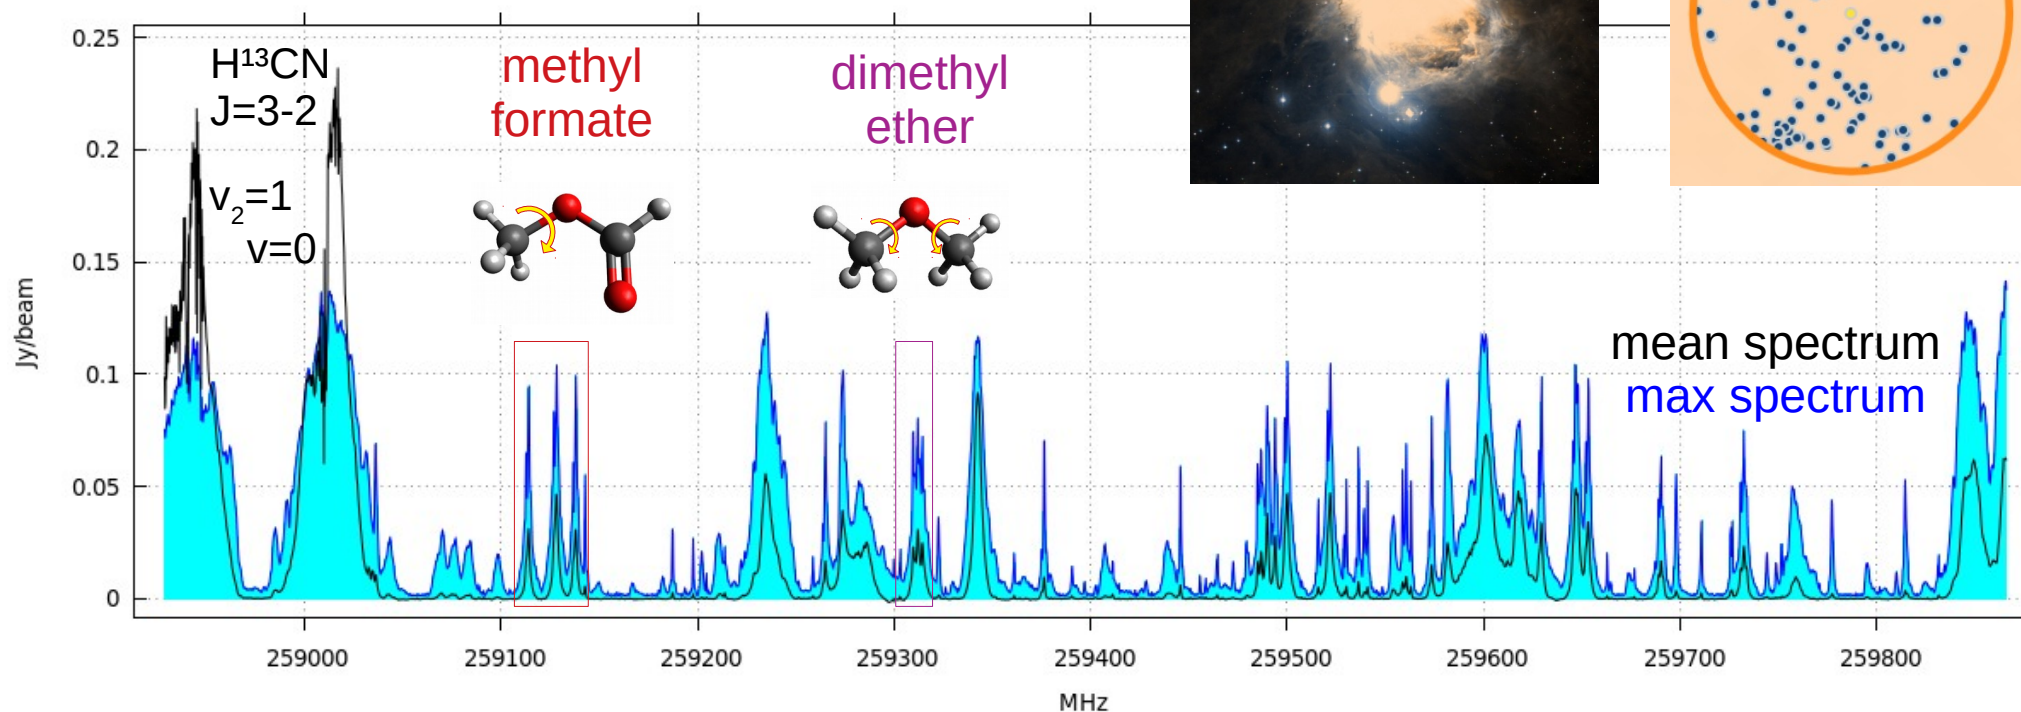 0.25
0.2
0.15
0.1
0.05
0
Jy/beam
H¹³CN
J=3-2
v₂=1
v=0
methyl
formate
dimethyl
ether
mean spectrum
max spectrum
259000
259100
259200
259300
259400
259500
259600
259700
259800
MHz